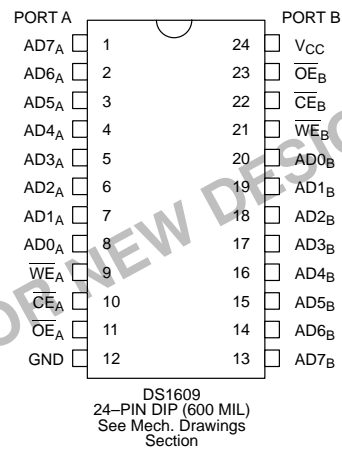 PORT A PORT B
AD7A 1 24 VCC
AD6A 2 23 OEB
AD5A 3 22 CEB
AD4A 4 21 WEB
AD3A 5 20 AD0B
AD2A 6 19 AD1B
AD1A 7 18 AD2B
AD0A 8 17 AD3B
WEA 9 16 AD4B
CEA 10 15 AD5B
OEA 11 14 AD6B
GND 12 13 AD7B
DS1609
24–PIN DIP (600 MIL)
See Mech. Drawings
Section
OR NEW DESIG